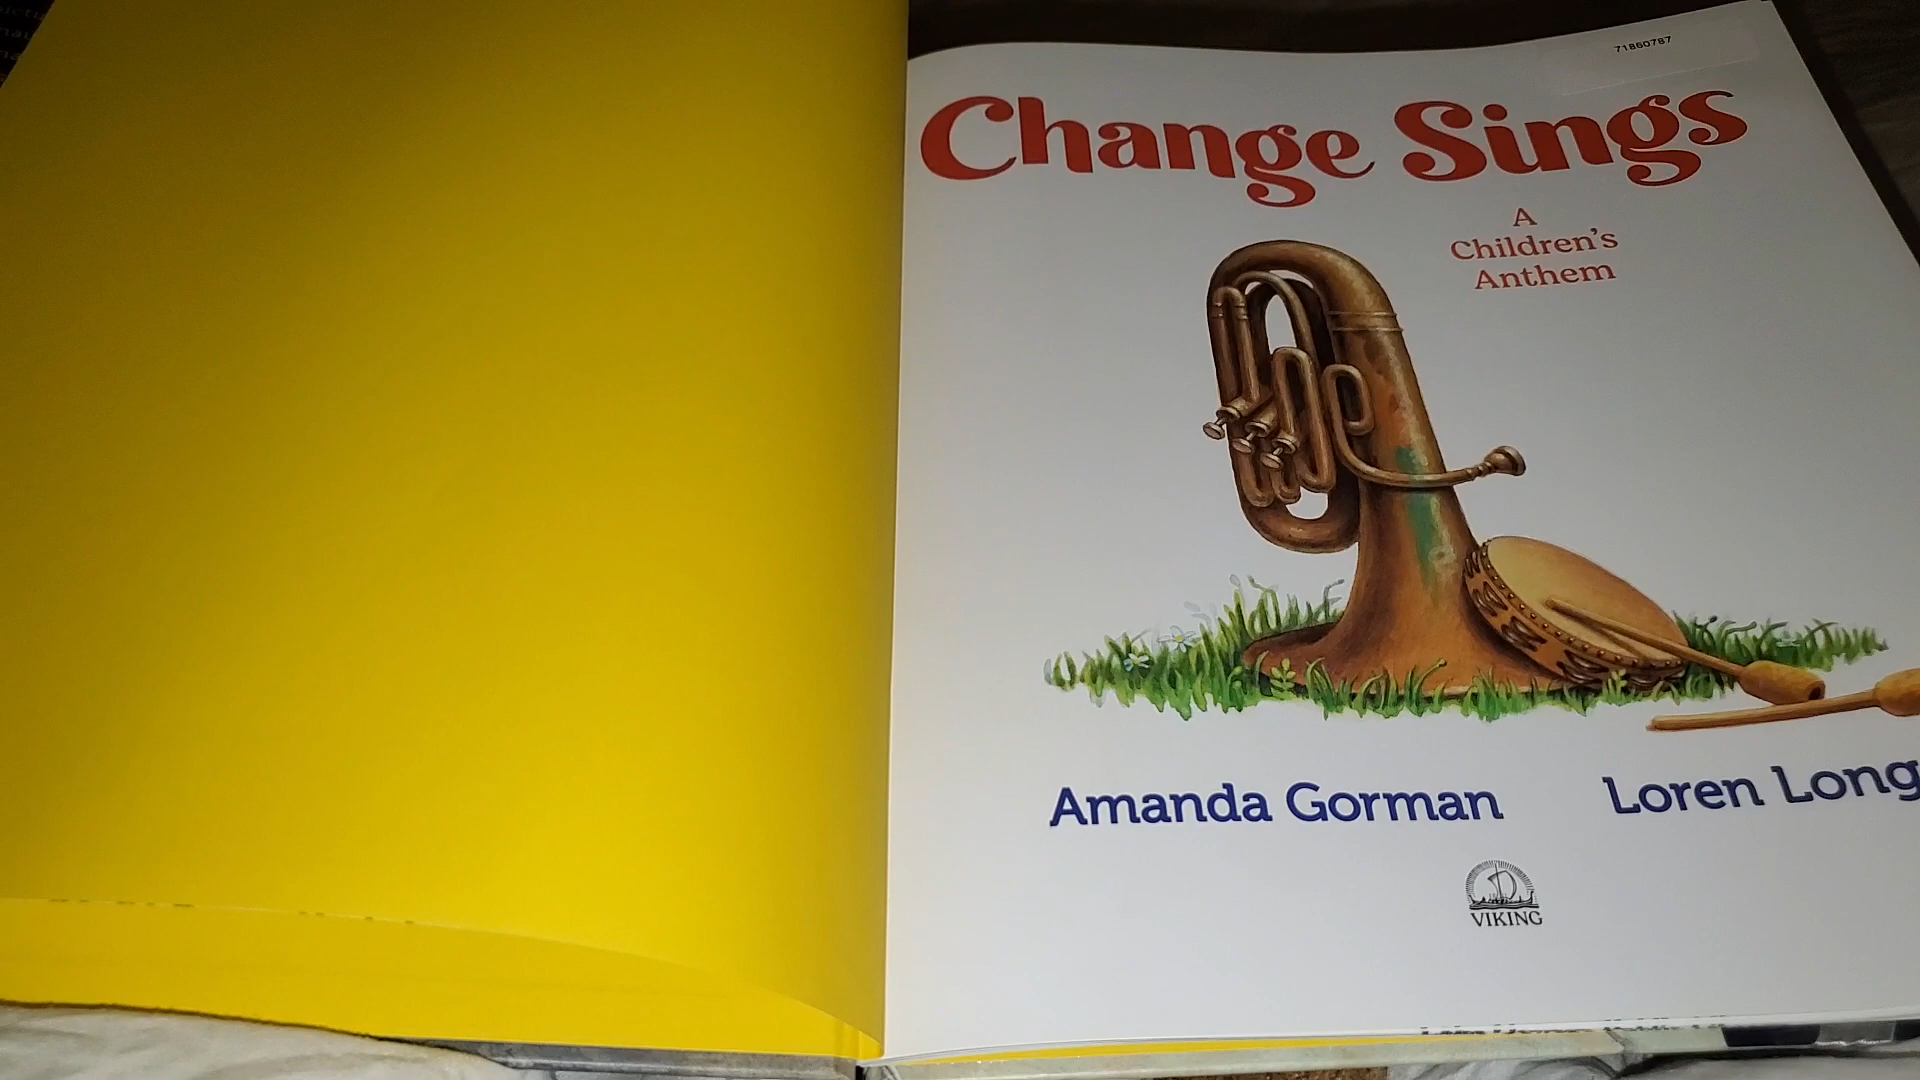 71860787
Change Sings
A
Children's
Anthem
Amanda Gorman
Loren Long
VIKING